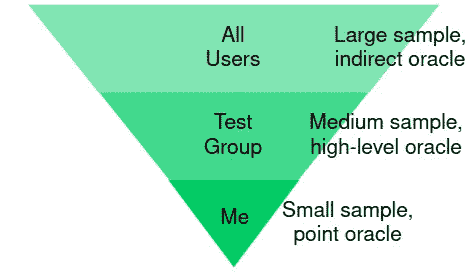 All
Users
Large sample,
indirect oracle
Test
Group
Medium sample,
high-level oracle
Me
Small sample,
point oracle